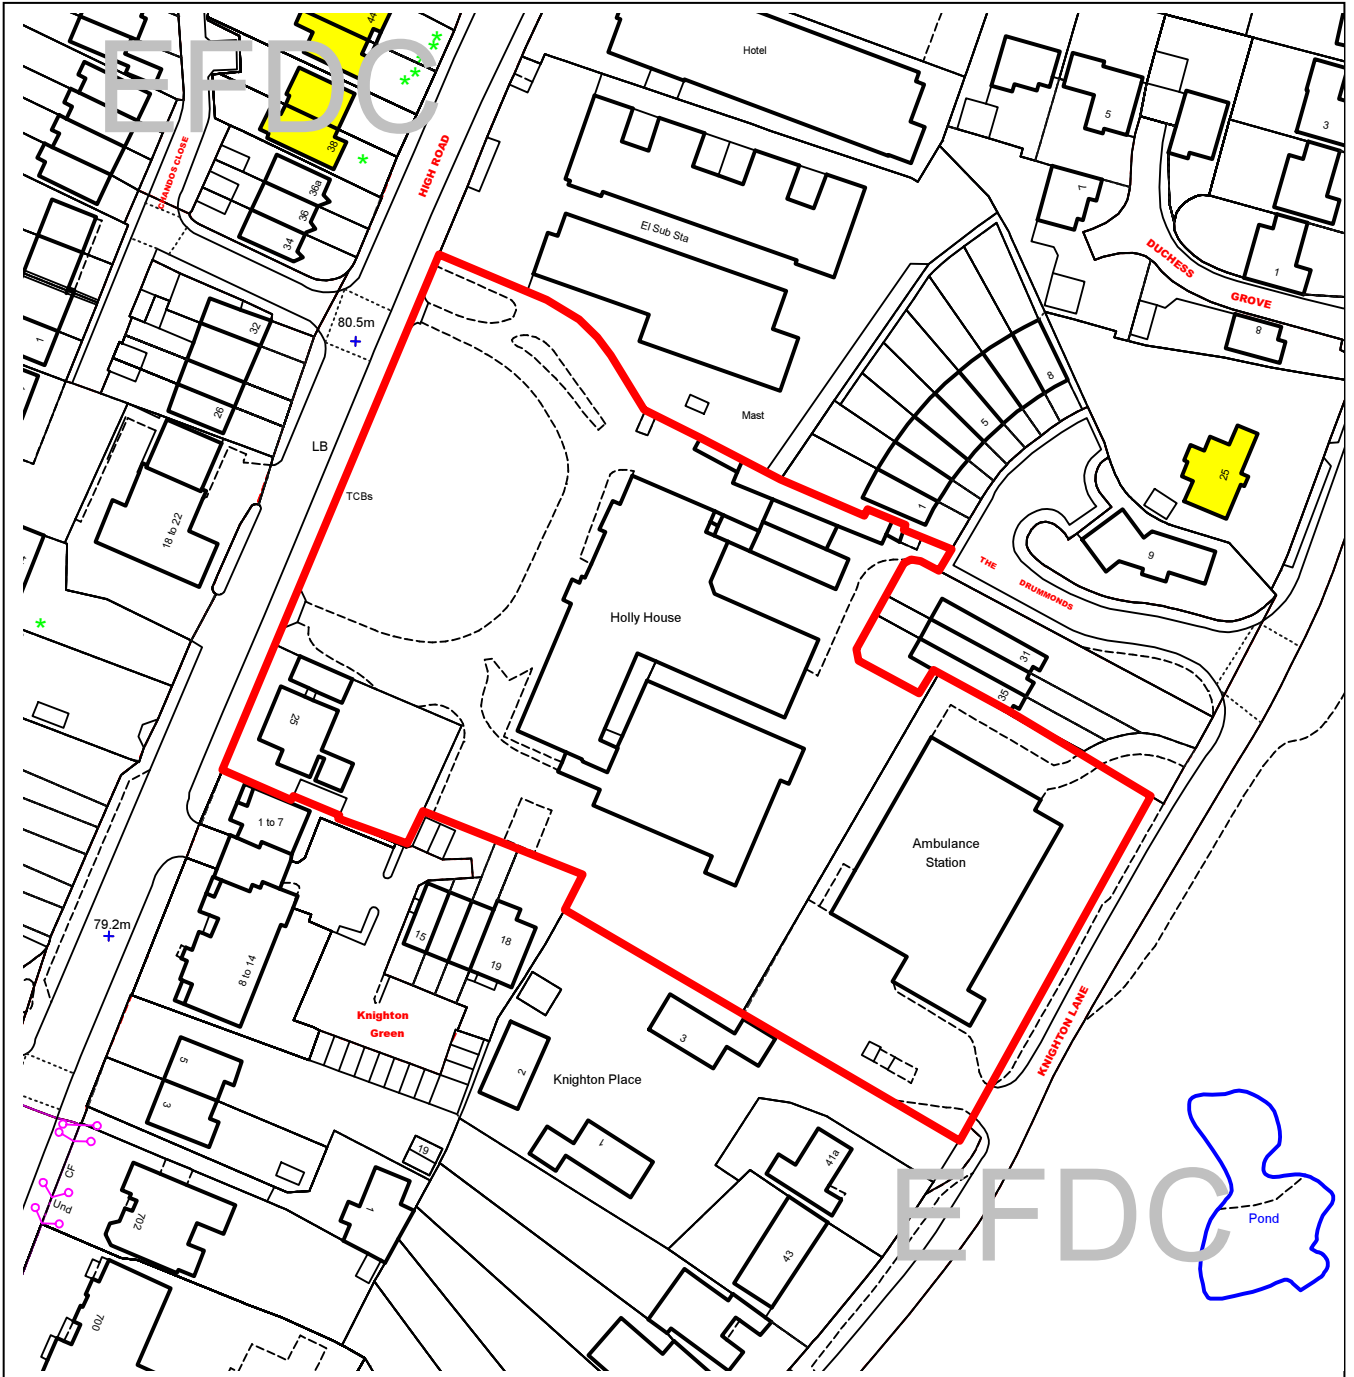 EFDC
44
38
36a
36
34
CHANDOS CLOSE
HIGH ROAD
Hotel
5
3
7
1
DUCHESS
GROVE
8
El Sub Sta
32
26
1
80.5m
LB
TCBs
Mast
8
5
1
25
9
THE
DRUMMONDS
18 to 22
Holly House
31
35
25
1 to 7
Ambulance
Station
79.2m
8 to 14
15
18
19
Knighton
Green
KNIGHTON LANE
5
3
2
3
Knighton Place
1
19
41a
43
EFDC
Pond
CF
Und
702
1
700